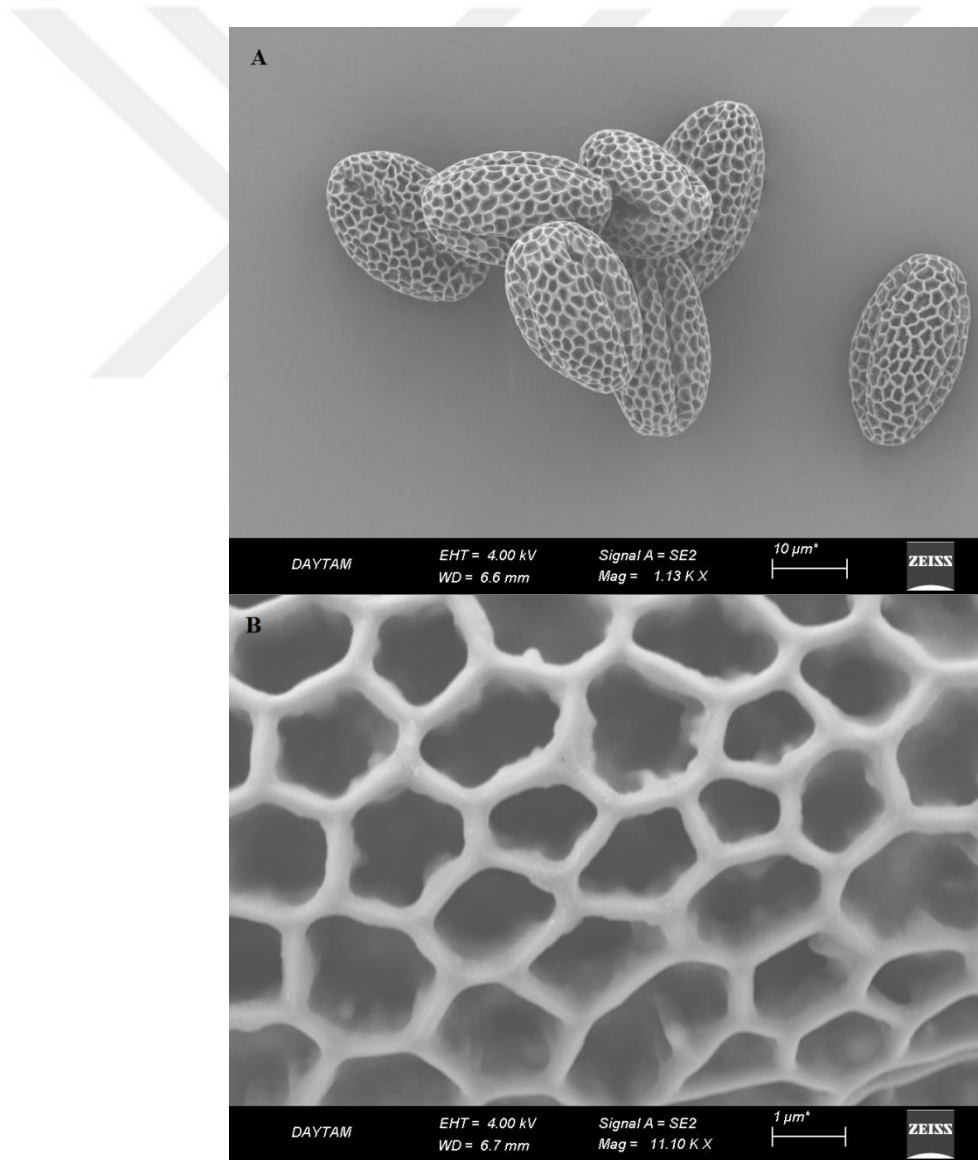 A
DAYTAM
EHT = 4.00 kV
WD = 6.6 mm
Signal A = SE2
Mag = 1.13 K X
10 µm*
ZEISS
B
DAYTAM
EHT = 4.00 kV
WD = 6.7 mm
Signal A = SE2
Mag = 11.10 K X
1 µm*
ZEISS